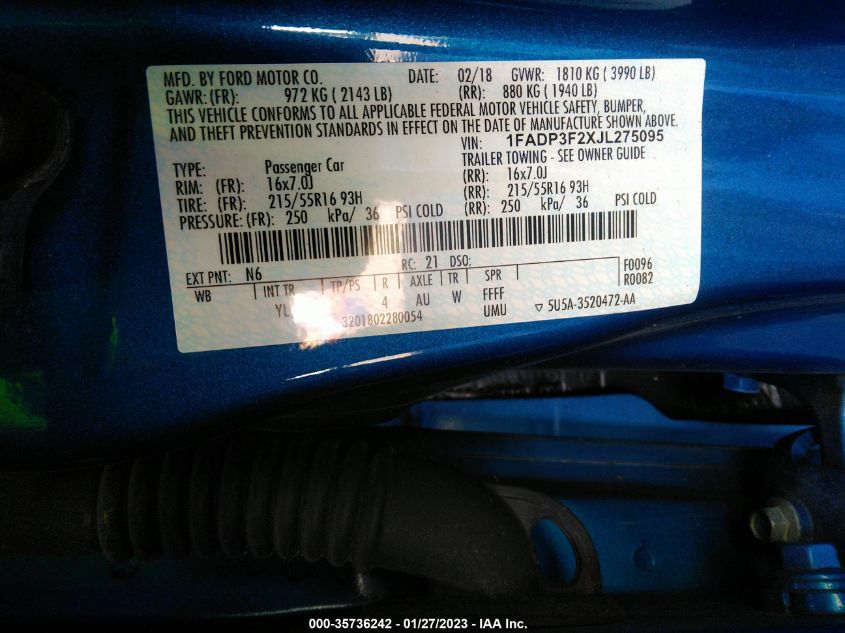 MFD. BY FORD MOTOR CO. DATE: 02/18 GVWR: 1810 KG ( 3990 LB)
GAWR: (FR): 972 KG ( 2143 LB) (RR): 880 KG ( 1940 LB)
THIS VEHICLE CONFORMS TO ALL APPLICABLE FEDERAL MOTOR VEHICLE SAFETY, BUMPER,
AND THEFT PREVENTION STANDARDS IN EFFECT ON THE DATE OF MANUFACTURE SHOWN ABOVE.
VIN: 1FADP3F2XJL275095
TYPE: Passenger Car TRAILER TOWING - SEE OWNER GUIDE
RIM: (FR): 16x7.0J (RR): 16x7.0J
TIRE: (FR): 215/55R16 93H (RR): 215/55R16 93H
PRESSURE: (FR): 250 kPa/ 36 PSI COLD (RR): 250 kPa/ 36 PSI COLD
EXT PNT: N6 RC: 21 DSO: F0096
WB INT TR TP/PS R AXLE TR SPR R0082
YL 4 AU W FFFF
3201802280054 UMU ▽ 5U5A-3520472-AA
000-35736242 - 01/27/2023 - IAA Inc.